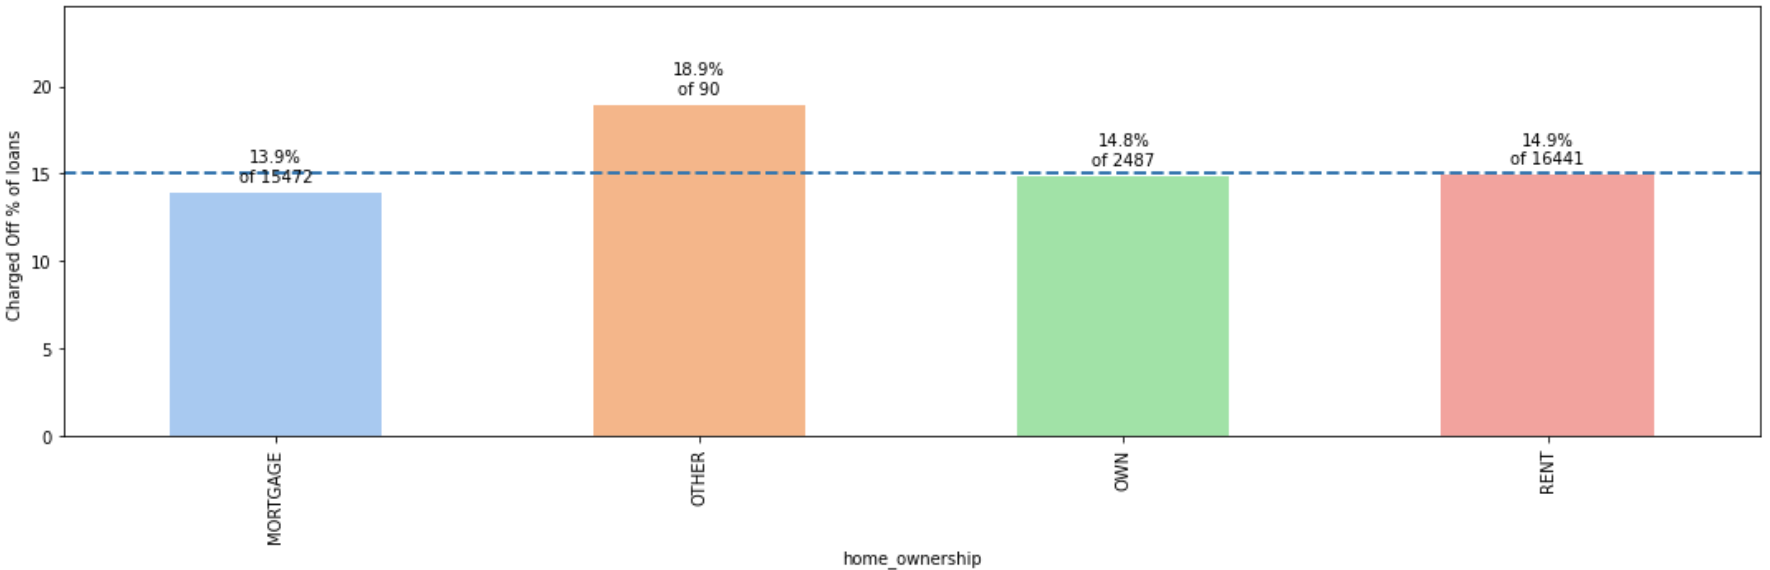 Charged Off % of loans
20
15
10
5
0
13.9%
of 15472
18.9%
of 90
14.8%
of 2487
14.9%
of 16441
MORTGAGE
OTHER
OWN
RENT
home_ownership